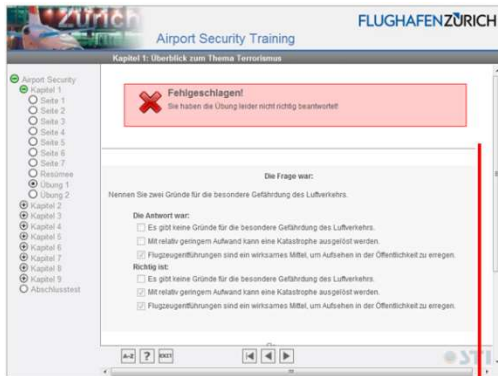 Zürich
Airport Security Training
FLUGHAFENZÜRICH
Kapitel 1: Überblick zum Thema Terrorismus
Airport Security
Kapitel 1
Seite 1
Seite 2
Seite 3
Seite 4
Seite 5
Seite 6
Seite 7
Resümee
Übung 1
Übung 2
Kapitel 2
Kapitel 3
Kapitel 4
Kapitel 5
Kapitel 6
Kapitel 7
Kapitel 8
Kapitel 9
Abschlusstest
Fehlgeschlagen!
Sie haben die Übung leider nicht richtig beantwortet!
Die Frage war:
Nennen Sie zwei Gründe für die besondere Gefährdung des Luftverkehrs.
Die Antwort war:
Es gibt keine Gründe für die besondere Gefährdung des Luftverkehrs.
Mit relativ geringem Aufwand kann eine Katastrophe ausgelöst werden.
Flugzeugentführungen sind ein wirksames Mittel, um Aufsehen in der Öffentlichkeit zu erregen.
Richtig ist:
Es gibt keine Gründe für die besondere Gefährdung des Luftverkehrs.
Mit relativ geringem Aufwand kann eine Katastrophe ausgelöst werden.
Flugzeugentführungen sind ein wirksames Mittel, um Aufsehen in der Öffentlichkeit zu erregen.
A-Z ? EXIT
STI